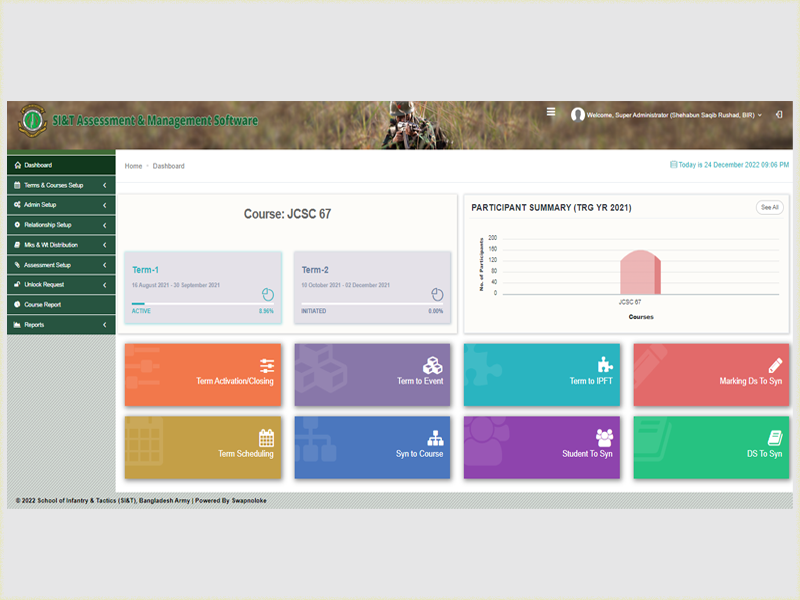 SI&T Assessment & Management Software
Welcome, Super Administrator (Shehabun Saqib Rushad, BIR)
Dashboard
Terms & Courses Setup
Admin Setup
Relationship Setup
Mks & Wt Distribution
Assessment Setup
Unlock Request
Course Report
Reports
Home - Dashboard
Today is 24 December 2022 09:06 PM
Course: JCSC 67
Term-1
16 August 2021 - 30 September 2021
ACTIVE 8.96%
Term-2
10 October 2021 - 02 December 2021
INITIATED 0.00%
PARTICIPANT SUMMARY (TRG YR 2021)
See All
No. of Participants
200
160
120
80
40
0
JCSC 67
Courses
Term Activation/Closing
Term to Event
Term to IPFT
Marking Ds To Syn
Term Scheduling
Syn to Course
Student To Syn
DS To Syn
© 2022 School of Infantry & Tactics (SI&T), Bangladesh Army | Powered By Swapnoloke